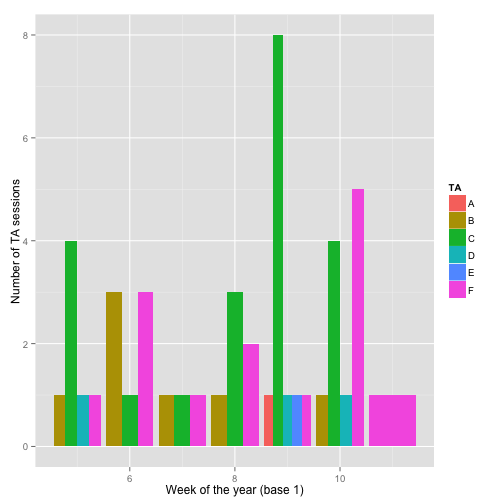 8
6
4
2
0
Number of TA sessions
6
8
10
Week of the year (base 1)
TA
A
B
C
D
E
F